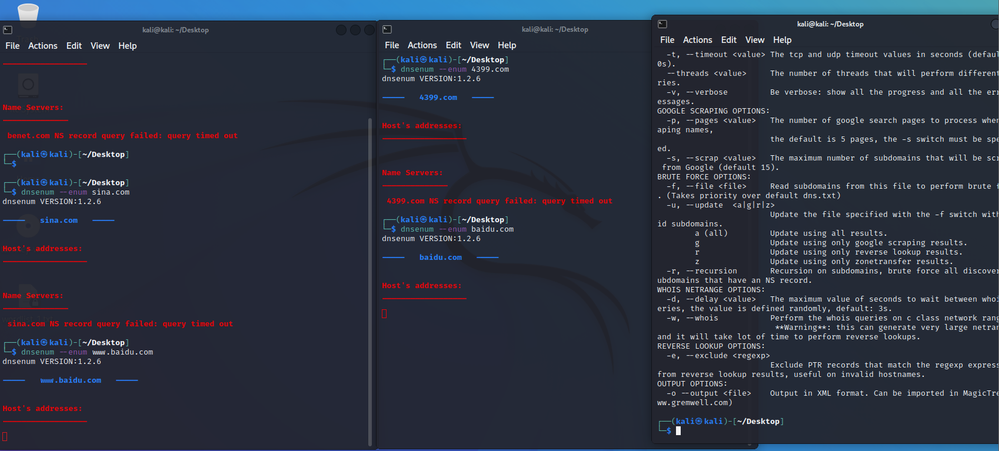 kali@kali: ~/Desktop
File Actions Edit View Help
Name Servers:
benet.com NS record query failed: query timed out
┌──(kali㉿kali)-[~/Desktop]
└─$
┌──(kali㉿kali)-[~/Desktop]
└─$ dnsenum --enum sina.com
dnsenum VERSION:1.2.6
----- sina.com -----
Host's addresses:
Name Servers:
sina.com NS record query failed: query timed out
┌──(kali㉿kali)-[~/Desktop]
└─$ dnsenum --enum www.baidu.com
dnsenum VERSION:1.2.6
----- www.baidu.com -----
Host's addresses:
kali@kali: ~/Desktop
File Actions Edit View Help
┌──(kali㉿kali)-[~/Desktop]
└─$ dnsenum --enum 4399.com
dnsenum VERSION:1.2.6
----- 4399.com -----
Host's addresses:
Name Servers:
4399.com NS record query failed: query timed out
┌──(kali㉿kali)-[~/Desktop]
└─$ dnsenum --enum baidu.com
dnsenum VERSION:1.2.6
----- baidu.com -----
Host's addresses:
kali@kali: ~/Desktop
File Actions Edit View Help
-t, --timeout <value> The tcp and udp timeout values in seconds (defaul
0s).
--threads <value> The number of threads that will perform different
ries.
-v, --verbose Be verbose: show all the progress and all the err
essages.
GOOGLE SCRAPING OPTIONS:
-p, --pages <value> The number of google search pages to process when
aping names,
the default is 5 pages, the -s switch must be spe
ed.
-s, --scrap <value> The maximum number of subdomains that will be scr
from Google (default 15).
BRUTE FORCE OPTIONS:
-f, --file <file> Read subdomains from this file to perform brute f
. (Takes priority over default dns.txt)
-u, --update <a|g|r|z>
Update the file specified with the -f switch with
id subdomains.
a (all) Update using all results.
g Update using only google scraping results.
r Update using only reverse lookup results.
z Update using only zonetransfer results.
-r, --recursion Recursion on subdomains, brute force all discover
ubdomains that have an NS record.
WHOIS NETRANGE OPTIONS:
-d, --delay <value> The maximum value of seconds to wait between whoi
eries, the value is defined randomly, default: 3s.
-w, --whois Perform the whois queries on c class network rang
**Warning**: this can generate very large netran
and it will take lot of time to perform reverse lookups.
REVERSE LOOKUP OPTIONS:
-e, --exclude <regexp>
Exclude PTR records that match the regexp express
from reverse lookup results, useful on invalid hostnames.
OUTPUT OPTIONS:
-o --output <file> Output in XML format. Can be imported in MagicTre
ww.gremwell.com)
┌──(kali㉿kali)-[~/Desktop]
└─$